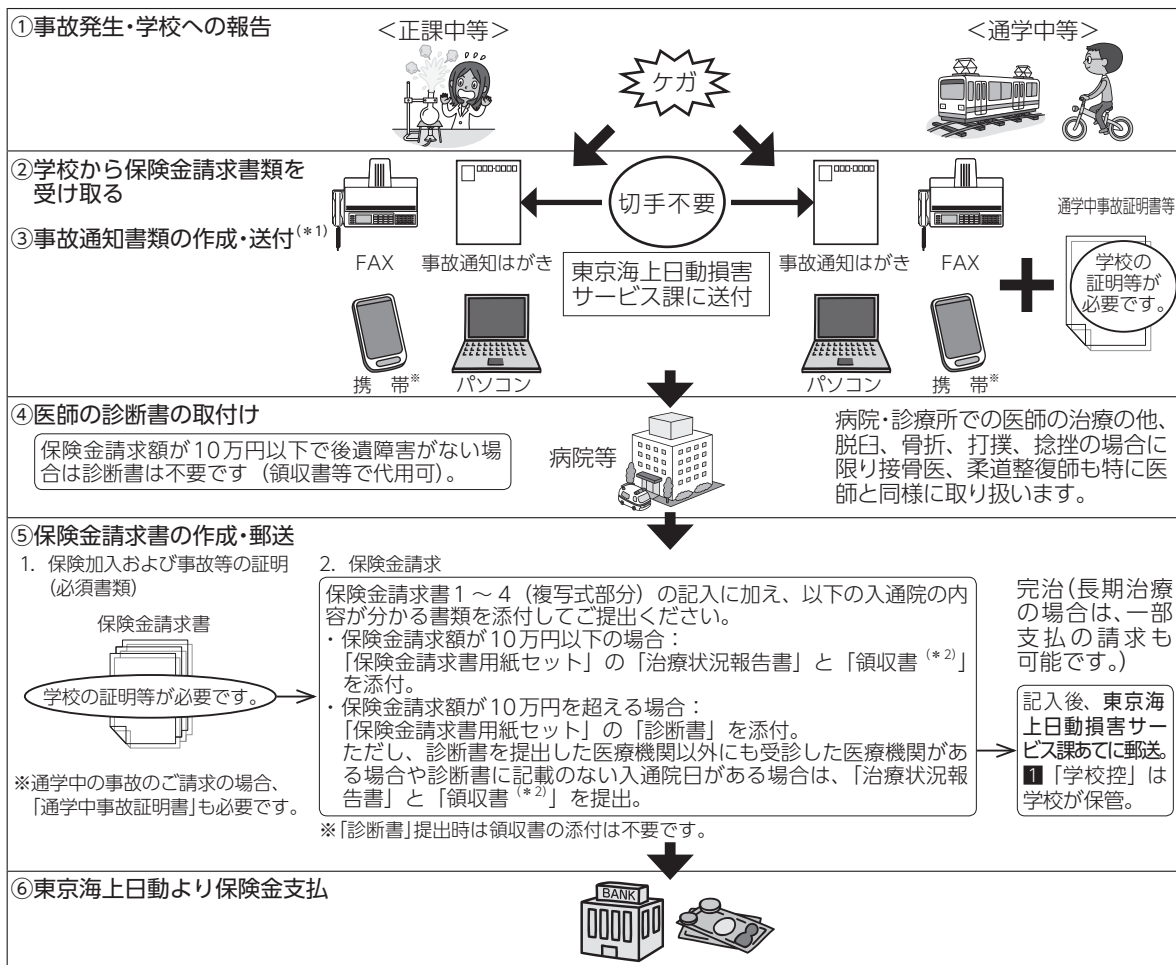 ①事故発生・学校への報告
＜正課中等＞
ケガ
＜通学中等＞
②学校から保険金請求書類を
受け取る
③事故通知書類の作成・送付(*1)
FAX
事故通知はがき
切手不要
東京海上日動損害
サービス課に送付
事故通知はがき
FAX
通学中事故証明書等
学校の
証明等が
必要です。
携 帯※
パソコン
パソコン
携 帯※
④医師の診断書の取付け
保険金請求額が10万円以下で後遺障害がない場
合は診断書は不要です（領収書等で代用可）。
病院等
病院・診療所での医師の治療の他、
脱臼、骨折、打撲、捻挫の場合に
限り接骨医、柔道整復師も特に医
師と同様に取り扱います。
⑤保険金請求書の作成・郵送
1. 保険加入および事故等の証明
(必須書類)
保険金請求書
学校の証明等が必要です。
※通学中の事故のご請求の場合、
「通学中事故証明書」も必要です。
2. 保険金請求
保険金請求書1～4（複写式部分）の記入に加え、以下の入通院の内
容が分かる書類を添付してご提出ください。
・保険金請求額が10万円以下の場合：
「保険金請求書用紙セット」の「治療状況報告書」と「領収書(*2)」
を添付。
・保険金請求額が10万円を超える場合：
「保険金請求書用紙セット」の「診断書」を添付。
ただし、診断書を提出した医療機関以外にも受診した医療機関があ
る場合や診断書に記載のない入通院日がある場合は、「治療状況報
告書」と「領収書(*2)」を提出。
※「診断書」提出時は領収書の添付は不要です。
完治(長期治療
の場合は、一部
支払の請求も
可能です。)
記入後、東京海
上日動損害サー
ビス課あてに郵送。
1「学校控」は
学校が保管。
⑥東京海上日動より保険金支払
BANK